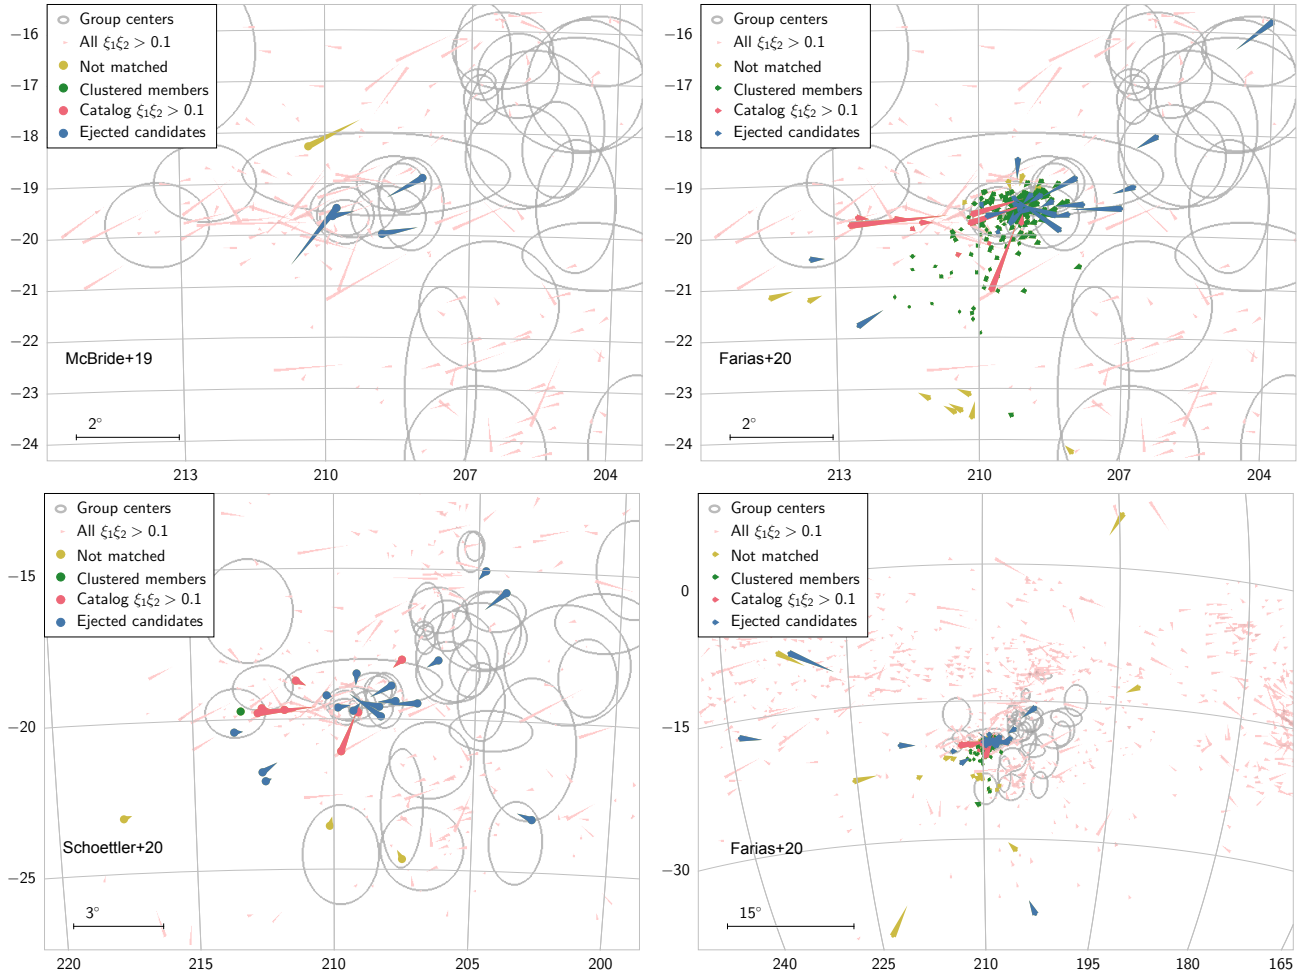 Group centers
All ξ₁ξ₂ > 0.1
Not matched
Clustered members
Catalog ξ₁ξ₂ > 0.1
Ejected candidates
−16
−17
−18
−19
−20
−21
−22
−23
−24
McBride+19
2°
213
210
207
204
Group centers
All ξ₁ξ₂ > 0.1
Not matched
Clustered members
Catalog ξ₁ξ₂ > 0.1
Ejected candidates
−16
−17
−18
−19
−20
−21
−22
−23
−24
Farias+20
2°
213
210
207
204
Group centers
All ξ₁ξ₂ > 0.1
Not matched
Clustered members
Catalog ξ₁ξ₂ > 0.1
Ejected candidates
−15
−20
−25
Schoettler+20
3°
220
215
210
205
200
Group centers
All ξ₁ξ₂ > 0.1
Not matched
Clustered members
Catalog ξ₁ξ₂ > 0.1
Ejected candidates
0
−15
−30
Farias+20
15°
240
225
210
195
180
165